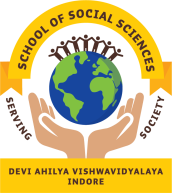 SCHOOL OF SOCIAL SCIENCES
SERVING
SOCIETY
DEVI AHILYA VISHWAVIDYALAYA
INDORE